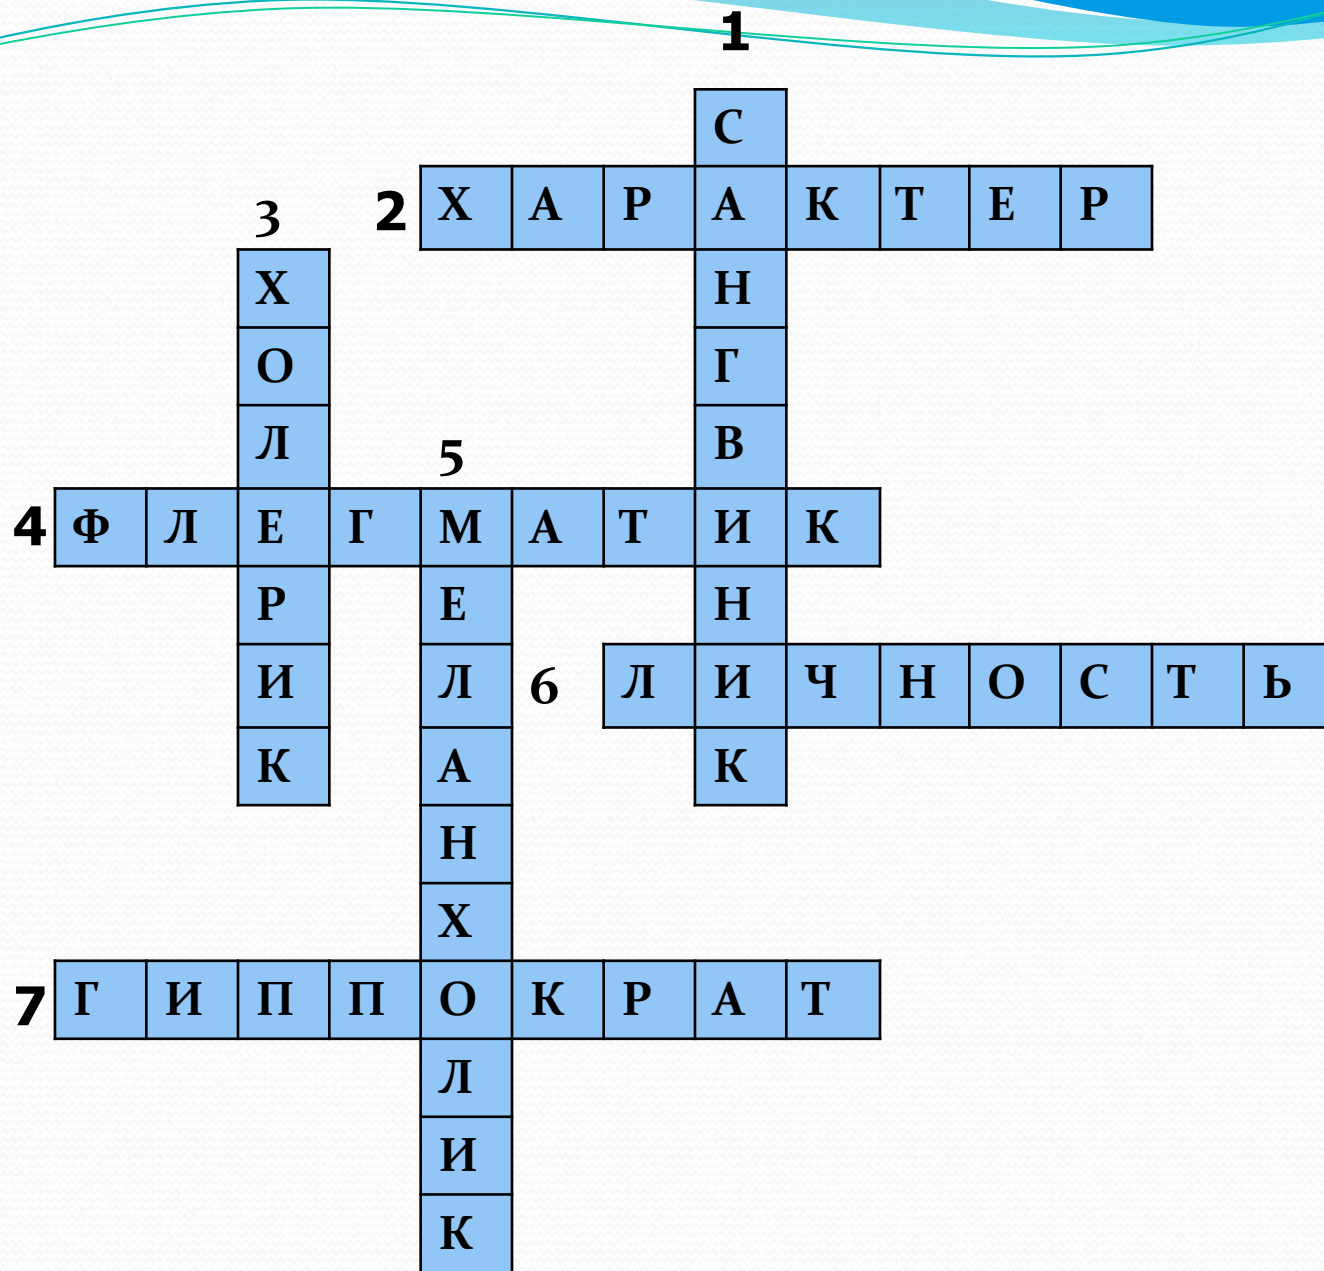 1
С
2 Х А Р А К Т Е Р
3
Х Н
О Г
Л 5 В
4 Ф Л Е Г М А Т И К
Р Е Н
И Л 6 Л И Ч Н О С Т Ь
К А К
Н
Х
7 Г И П П О К Р А Т
Л
И
К